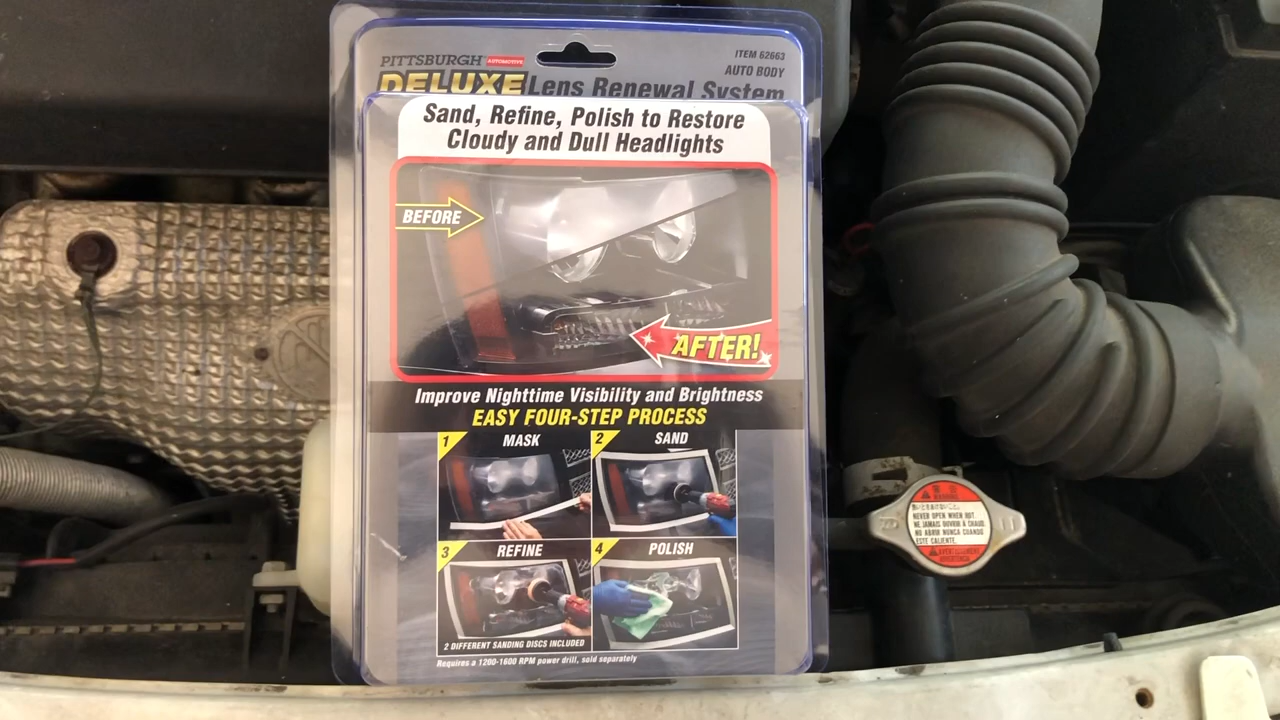 PITTSBURGH AUTOMOTIVE
ITEM 62663
AUTO BODY
DELUXE Lens Renewal System
Sand, Refine, Polish to Restore
Cloudy and Dull Headlights
BEFORE
AFTER!
Improve Nighttime Visibility and Brightness
EASY FOUR-STEP PROCESS
1 MASK
2 SAND
3 REFINE
4 POLISH
2 DIFFERENT SANDING DISCS INCLUDED
Requires a 1200-1600 RPM power drill, sold separately
NEVER OPEN WHEN HOT.
NE JAMAIS OUVRIR À CHAUD.
NO ABRIR NUNCA CUANDO
ESTÉ CALIENTE.
AVERTISSEMENT